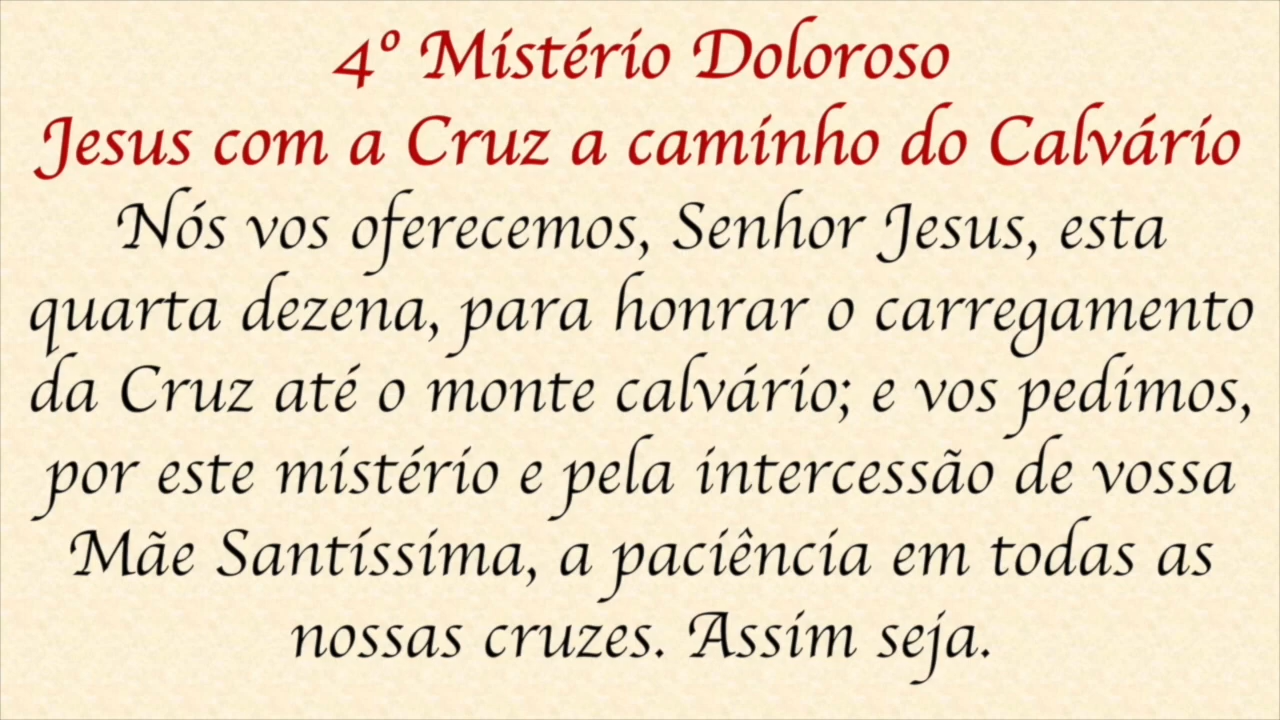 4º Mistério Doloroso
Jesus com a Cruz a caminho do Calvário
Nós vos oferecemos, Senhor Jesus, esta
quarta dezena, para honrar o carregamento
da Cruz até o monte calvário; e vos pedimos,
por este mistério e pela intercessão de vossa
Mãe Santíssima, a paciência em todas as
nossas cruzes. Assim seja.